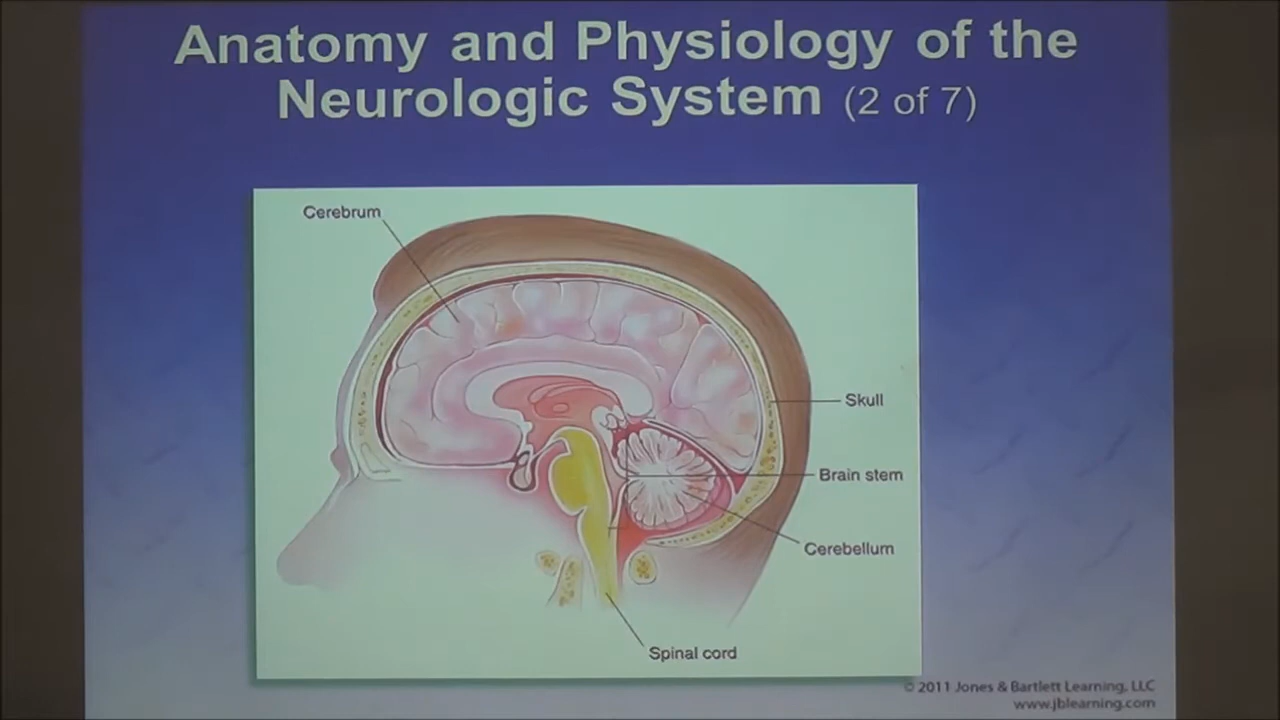 Anatomy and Physiology of the
Neurologic System (2 of 7)
Cerebrum
Skull
Brain stem
Cerebellum
Spinal cord
© 2011 Jones & Bartlett Learning, LLC
www.jblearning.com